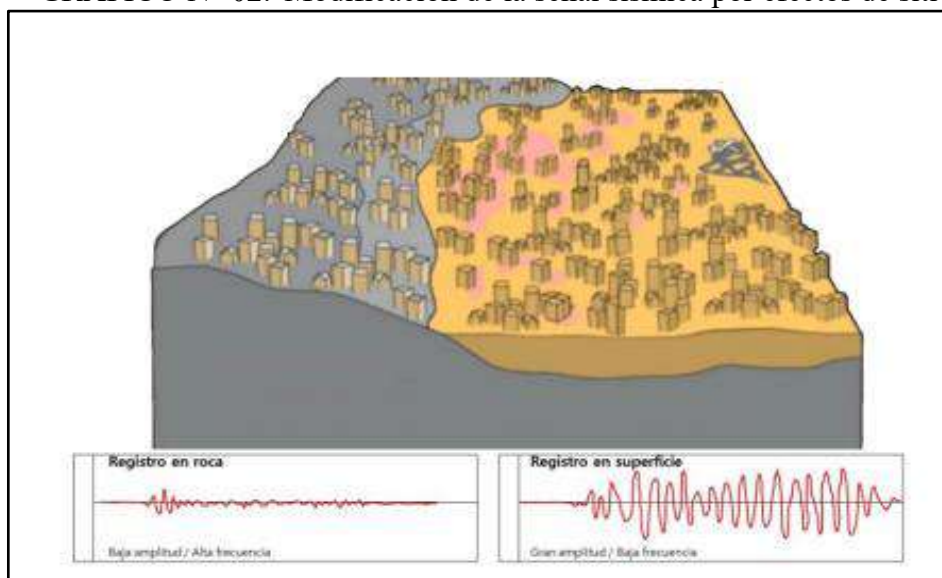 Registro en roca
Baja amplitud / Alta frecuencia
Registro en superficie
Gran amplitud / Baja frecuencia